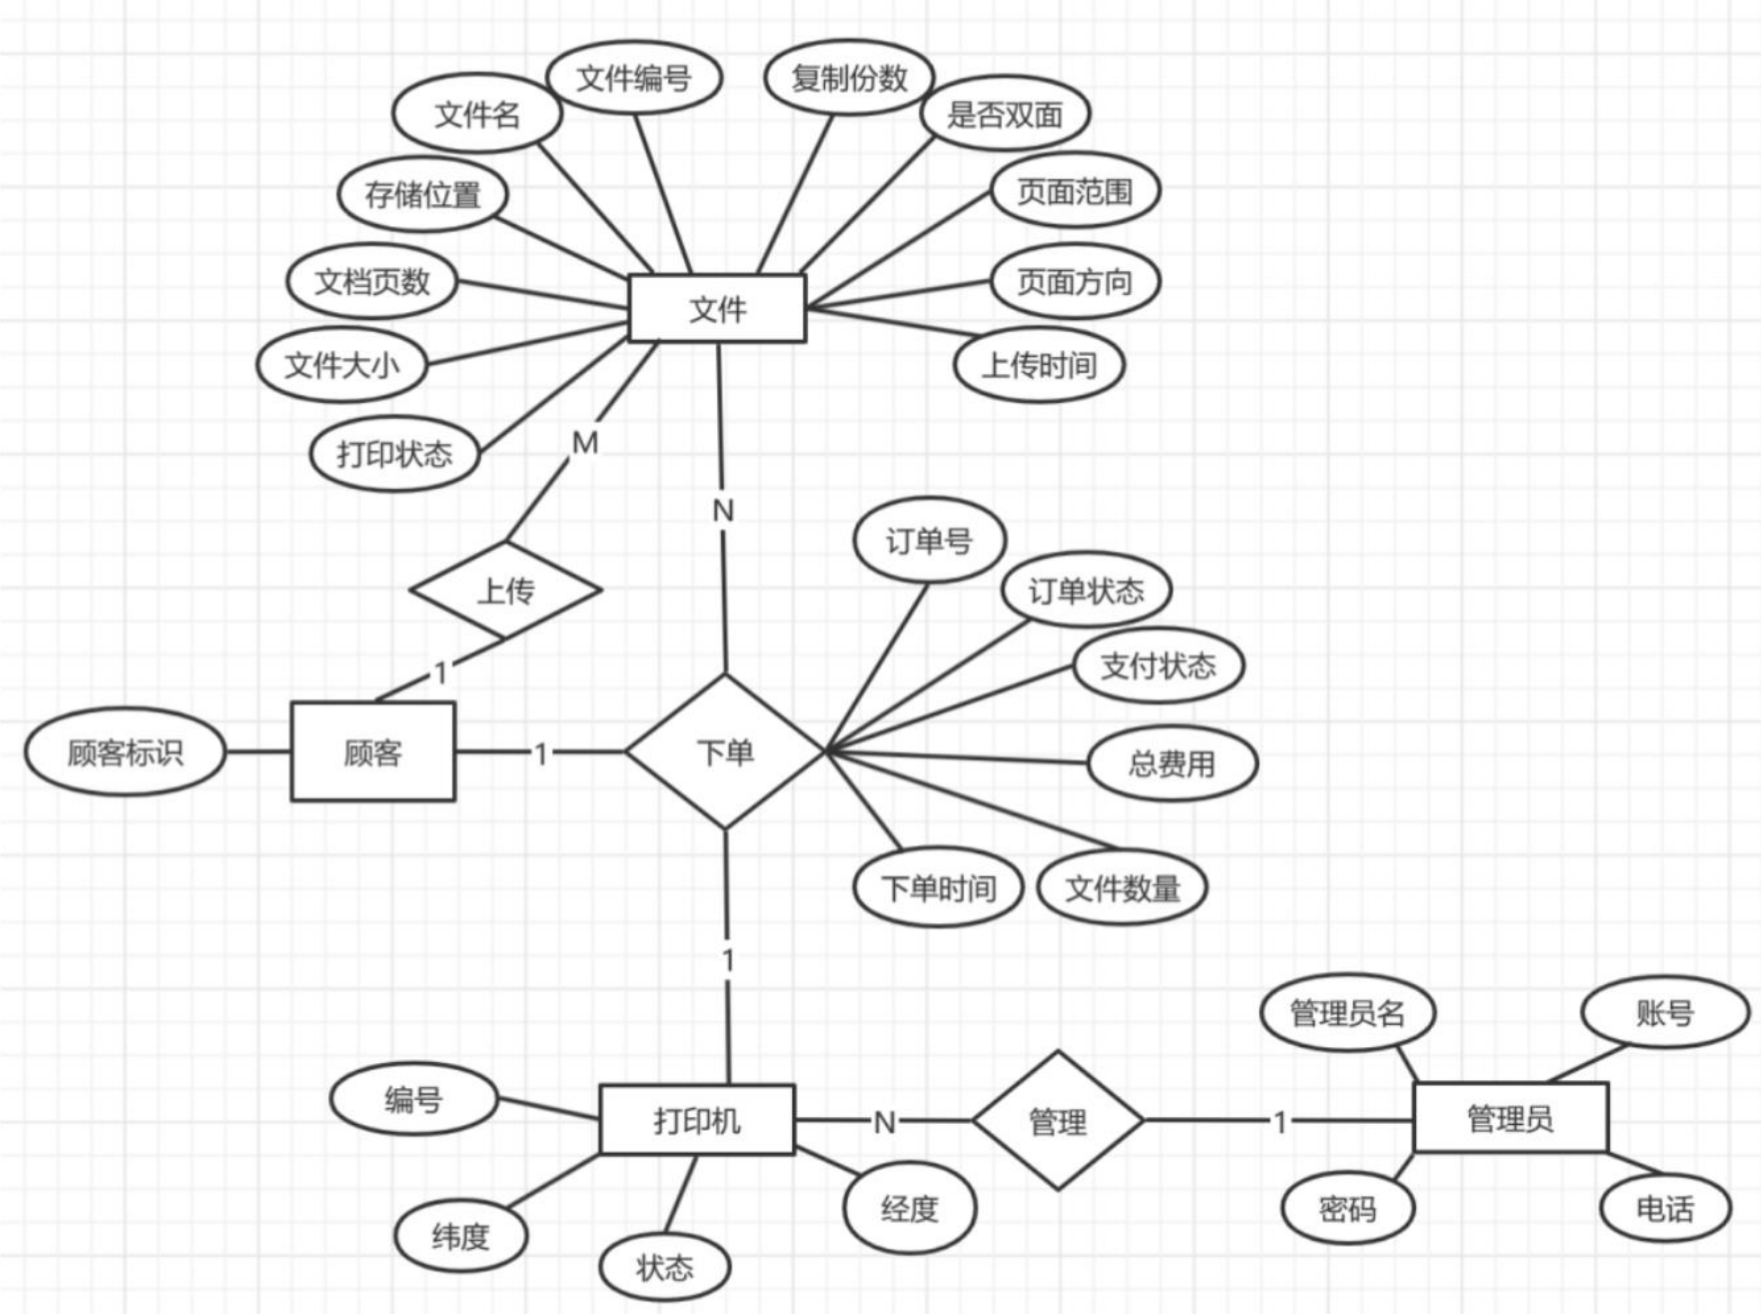 文件编号
复制份数
文件名
是否双面
存储位置
页面范围
文档页数
页面方向
文件
文件大小
上传时间
打印状态
M
N
订单号
上传
订单状态
1
支付状态
顾客标识
顾客
1
下单
总费用
下单时间
文件数量
1
管理员名
账号
编号
打印机
N
管理
1
管理员
纬度
状态
经度
密码
电话